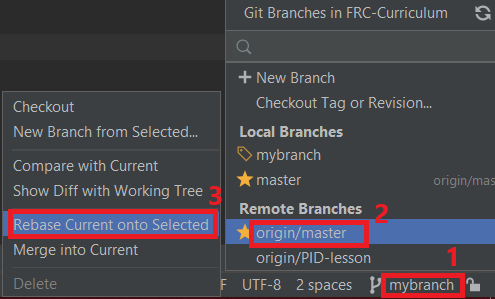 Git Branches in FRC-Curriculum
+ New Branch
Checkout Tag or Revision...
Local Branches
mybranch
master origin/mas
Remote Branches
2
origin/master
origin/PID-lesson
1
UTF-8 2 spaces mybranch
Checkout
New Branch from Selected...
Compare with Current
Show Diff with Working Tree
3
Rebase Current onto Selected
Merge into Current
Delete